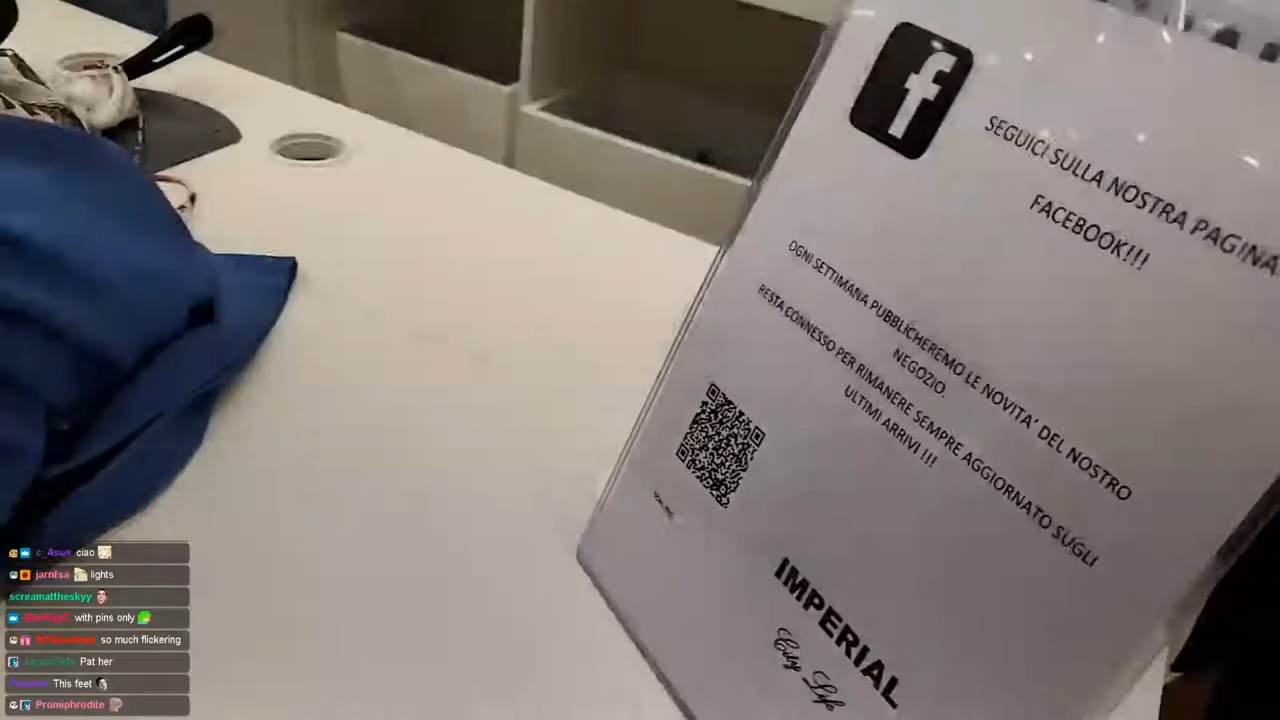 f
SEGUICI SULLA NOSTRA PAGINA
FACEBOOK!!!
OGNI SETTIMANA PUBBLICHEREMO LE NOVITA' DEL NOSTRO
NEGOZIO.
RESTA CONNESSO PER RIMANERE SEMPRE AGGIORNATO SUGLI
ULTIMI ARRIVI !!!
IMPERIAL
City Life
c_4sus ciao
jarnfsa lights
screamattheskyy
with pins only
so much flickering
Pat her
This feet
Promiphrodite